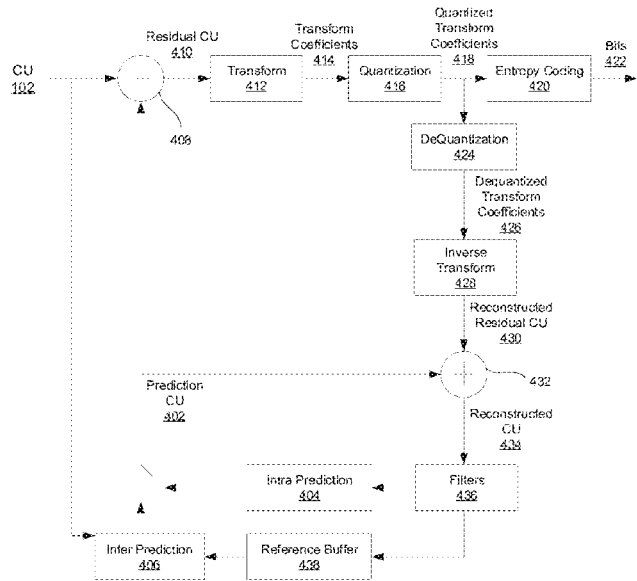 Residual CU
410
Transform
Coefficients
414
Quantized
Transform
Coefficients
418
Bits
422
CU
102
Transform
412
Quantization
416
Entropy Coding
420
408
DeQuantization
424
Dequantized
Transform
Coefficients
426
Inverse
Transform
428
Reconstructed
Residual CU
430
432
Prediction
CU
402
Reconstructed
CU
434
Intra Prediction
404
Filters
436
Inter Prediction
406
Reference Buffer
438